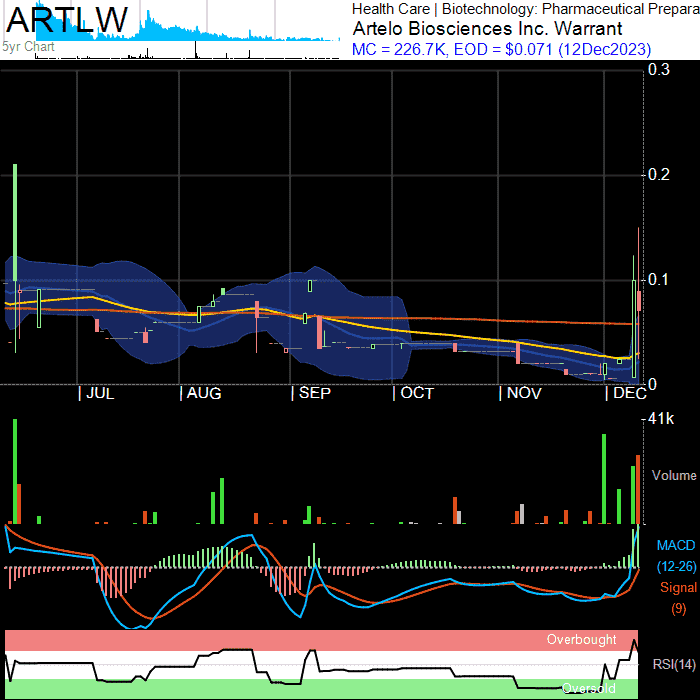 ARTLW
Health Care | Biotechnology: Pharmaceutical Prepara
Artelo Biosciences Inc. Warrant
MC = 226.7K, EOD = $0.071 (12Dec2023)
5yr Chart
0.3
0.2
0.1
0
JUL
AUG
SEP
OCT
NOV
DEC
41k
Volume
MACD
(12-26)
Signal
(9)
Overbought
RSI(14)
Oversold